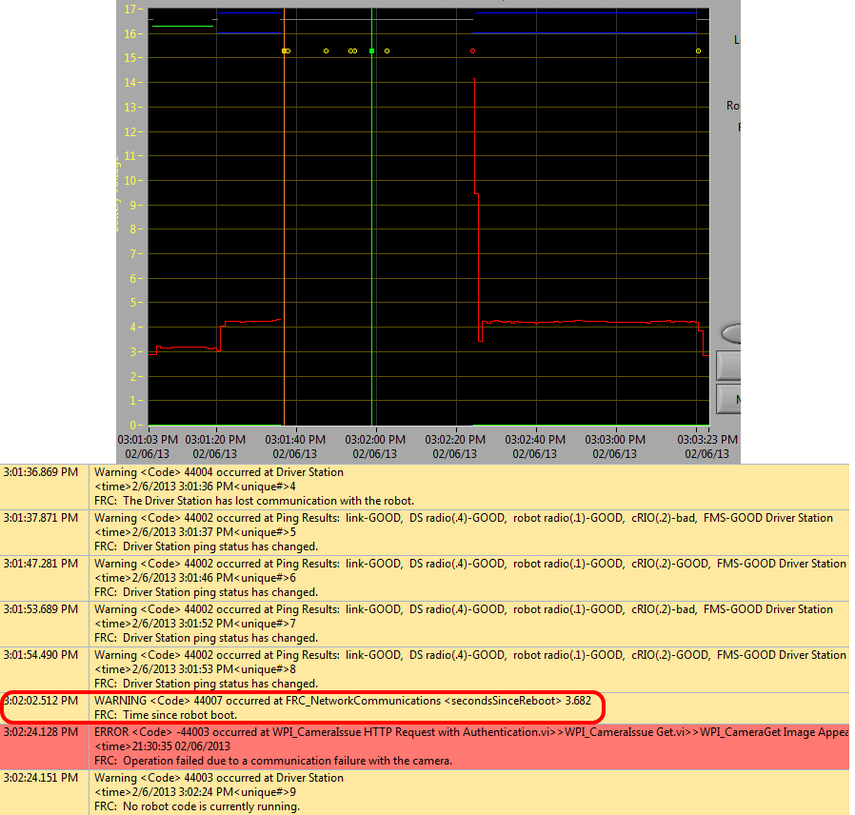 17
16
15
14
13
12
11
10
9
8
7
6
5
4
3
2
1
0
L
Ro
03:01:03 PM 03:01:20 PM 03:01:40 PM 03:02:00 PM 03:02:20 PM 03:02:40 PM 03:03:00 PM 03:03:23 PM
02/06/13 02/06/13 02/06/13 02/06/13 02/06/13 02/06/13 02/06/13 02/06/13
3:01:36.869 PM Warning <Code> 44004 occurred at Driver Station
<time>2/6/2013 3:01:36 PM<unique#>4
FRC: The Driver Station has lost communication with the robot.
3:01:37.871 PM Warning <Code> 44002 occurred at Ping Results: link-GOOD, DS radio(.4)-GOOD, robot radio(.1)-GOOD, cRIO(.2)-bad, FMS-GOOD Driver Station
<time>2/6/2013 3:01:37 PM<unique#>5
FRC: Driver Station ping status has changed.
3:01:47.281 PM Warning <Code> 44002 occurred at Ping Results: link-GOOD, DS radio(.4)-GOOD, robot radio(.1)-GOOD, cRIO(.2)-GOOD, FMS-GOOD Driver Station
<time>2/6/2013 3:01:46 PM<unique#>6
FRC: Driver Station ping status has changed.
3:01:53.689 PM Warning <Code> 44002 occurred at Ping Results: link-GOOD, DS radio(.4)-GOOD, robot radio(.1)-GOOD, cRIO(.2)-bad, FMS-GOOD Driver Station
<time>2/6/2013 3:01:52 PM<unique#>7
FRC: Driver Station ping status has changed.
3:01:54.490 PM Warning <Code> 44002 occurred at Ping Results: link-GOOD, DS radio(.4)-GOOD, robot radio(.1)-GOOD, cRIO(.2)-GOOD, FMS-GOOD Driver Station
<time>2/6/2013 3:01:53 PM<unique#>8
FRC: Driver Station ping status has changed.
3:02:02.512 PM WARNING <Code> 44007 occurred at FRC_NetworkCommunications <secondsSinceReboot> 3.682
FRC: Time since robot boot.
3:02:24.128 PM ERROR <Code> -44003 occurred at WPI_CameraIssue HTTP Request with Authentication.vi>>WPI_CameraIssue Get.vi>>WPI_CameraGet Image Appea
<time>21:30:35 02/06/2013
FRC: Operation failed due to a communication failure with the camera.
3:02:24.151 PM Warning <Code> 44003 occurred at Driver Station
<time>2/6/2013 3:02:24 PM<unique#>9
FRC: No robot code is currently running.